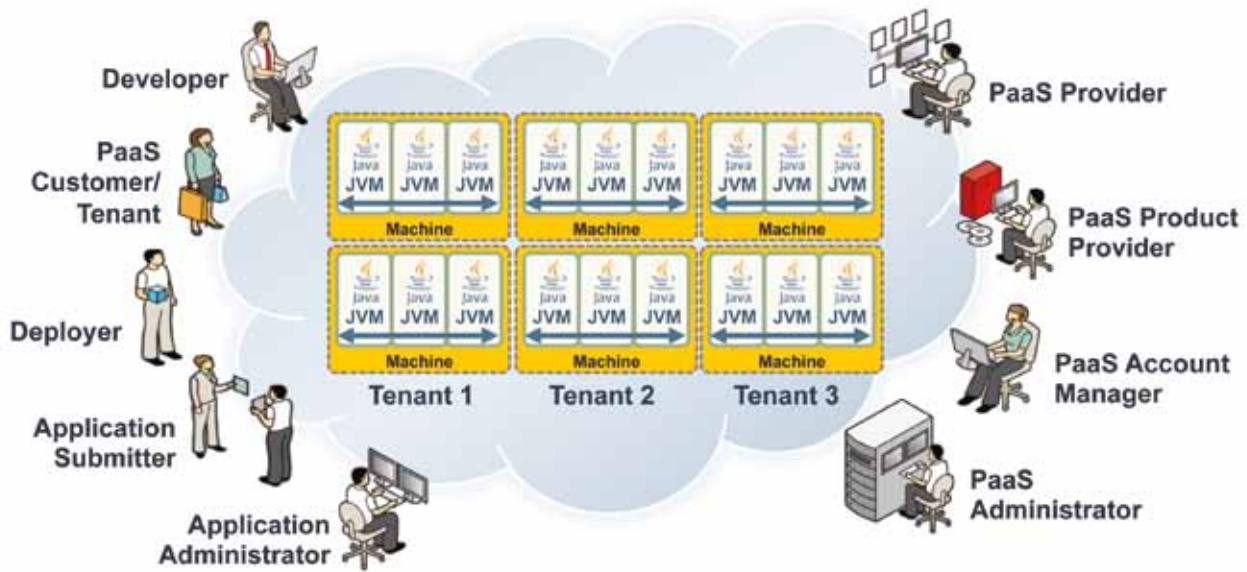 Developer
PaaS
Customer/
Tenant
Deployer
Application
Submitter
Application
Administrator
PaaS Provider
PaaS Product
Provider
PaaS Account
Manager
PaaS
Administrator
Java Java Java
JVM JVM JVM
Machine
Java Java Java
JVM JVM JVM
Machine
Java Java Java
JVM JVM JVM
Machine
Java Java Java
JVM JVM JVM
Machine
Java Java Java
JVM JVM JVM
Machine
Java Java Java
JVM JVM JVM
Machine
Tenant 1
Tenant 2
Tenant 3